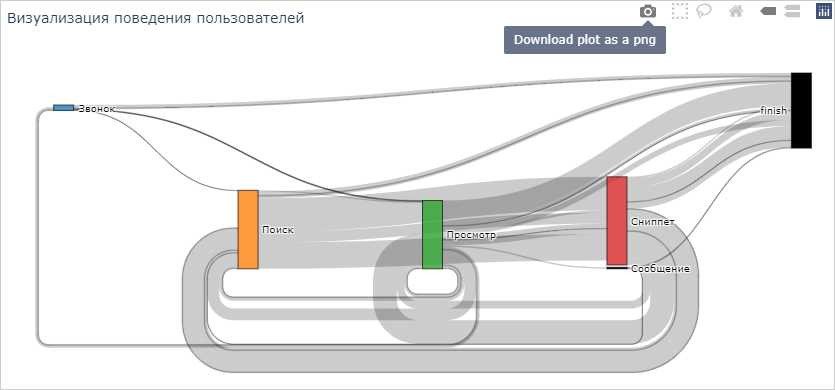 Визуализация поведения пользователей
Download plot as a png
Звонок
finish
Поиск
Просмотр
Сниппет
Сообщение